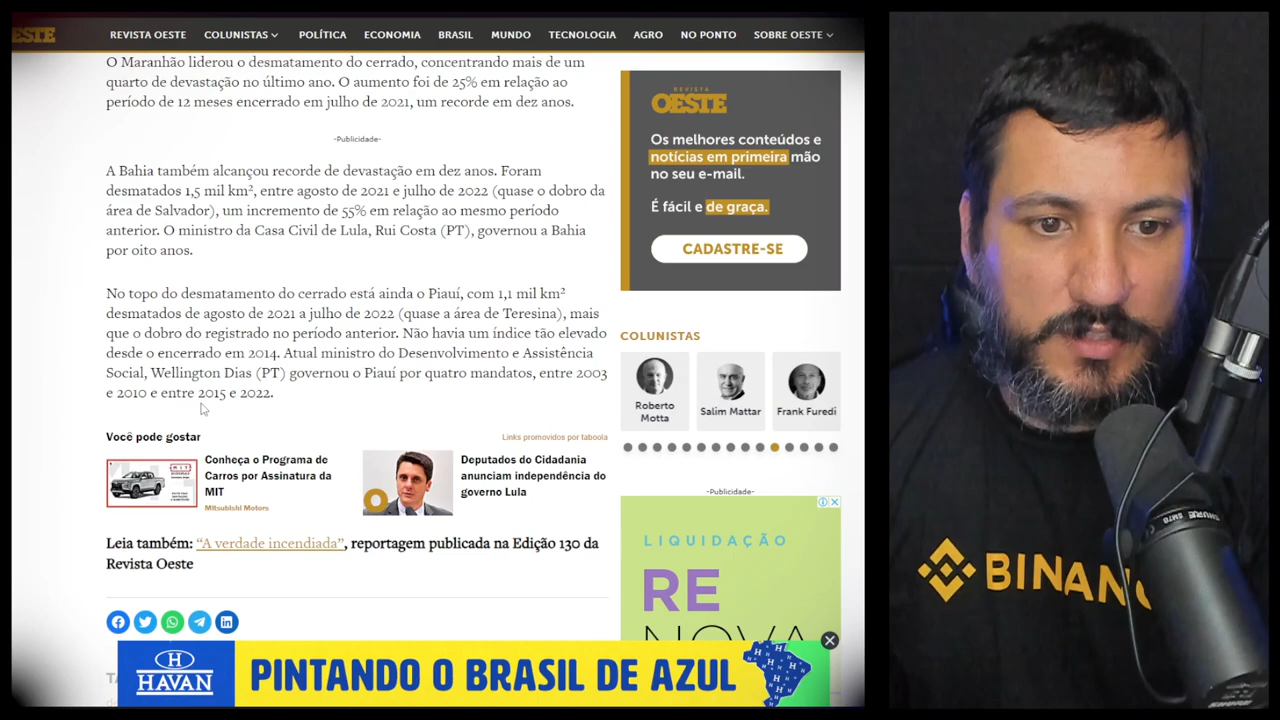 OESTE
REVISTA OESTE
COLUNISTAS
POLÍTICA
ECONOMIA
BRASIL
MUNDO
TECNOLOGIA
AGRO
NO PONTO
SOBRE OESTE
O Maranhão liderou o desmatamento do cerrado, concentrando mais de um
quarto de devastação no último ano. O aumento foi de 25% em relação ao
período de 12 meses encerrado em julho de 2021, um recorde em dez anos.
-Publicidade-
A Bahia também alcançou recorde de devastação em dez anos. Foram
desmatados 1,5 mil km², entre agosto de 2021 e julho de 2022 (quase o dobro da
área de Salvador), um incremento de 55% em relação ao mesmo período
anterior. O ministro da Casa Civil de Lula, Rui Costa (PT), governou a Bahia
por oito anos.
No topo do desmatamento do cerrado está ainda o Piauí, com 1,1 mil km²
desmatados de agosto de 2021 a julho de 2022 (quase a área de Teresina), mais
que o dobro do registrado no período anterior. Não havia um índice tão elevado
desde o encerrado em 2014. Atual ministro do Desenvolvimento e Assistência
Social, Wellington Dias (PT) governou o Piauí por quatro mandatos, entre 2003
e 2010 e entre 2015 e 2022.
Você pode gostar
Links promovidos por taboola
Conheça o Programa de
Carros por Assinatura da
MIT
Mitsubishi Motors
Deputados do Cidadania
anunciam independência do
governo Lula
Leia também: “A verdade incendiada”, reportagem publicada na Edição 130 da
Revista Oeste
REVISTA
OESTE
Os melhores conteúdos e
notícias em primeira mão
no seu e-mail.
É fácil e de graça.
CADASTRE-SE
COLUNISTAS
Roberto
Motta
Salim Mattar
Frank Furedi
-Publicidade-
LIQUIDAÇÃO
RE
NOVA
H
HAVAN
PINTANDO O BRASIL DE AZUL
BINAN
SHURE SM7B